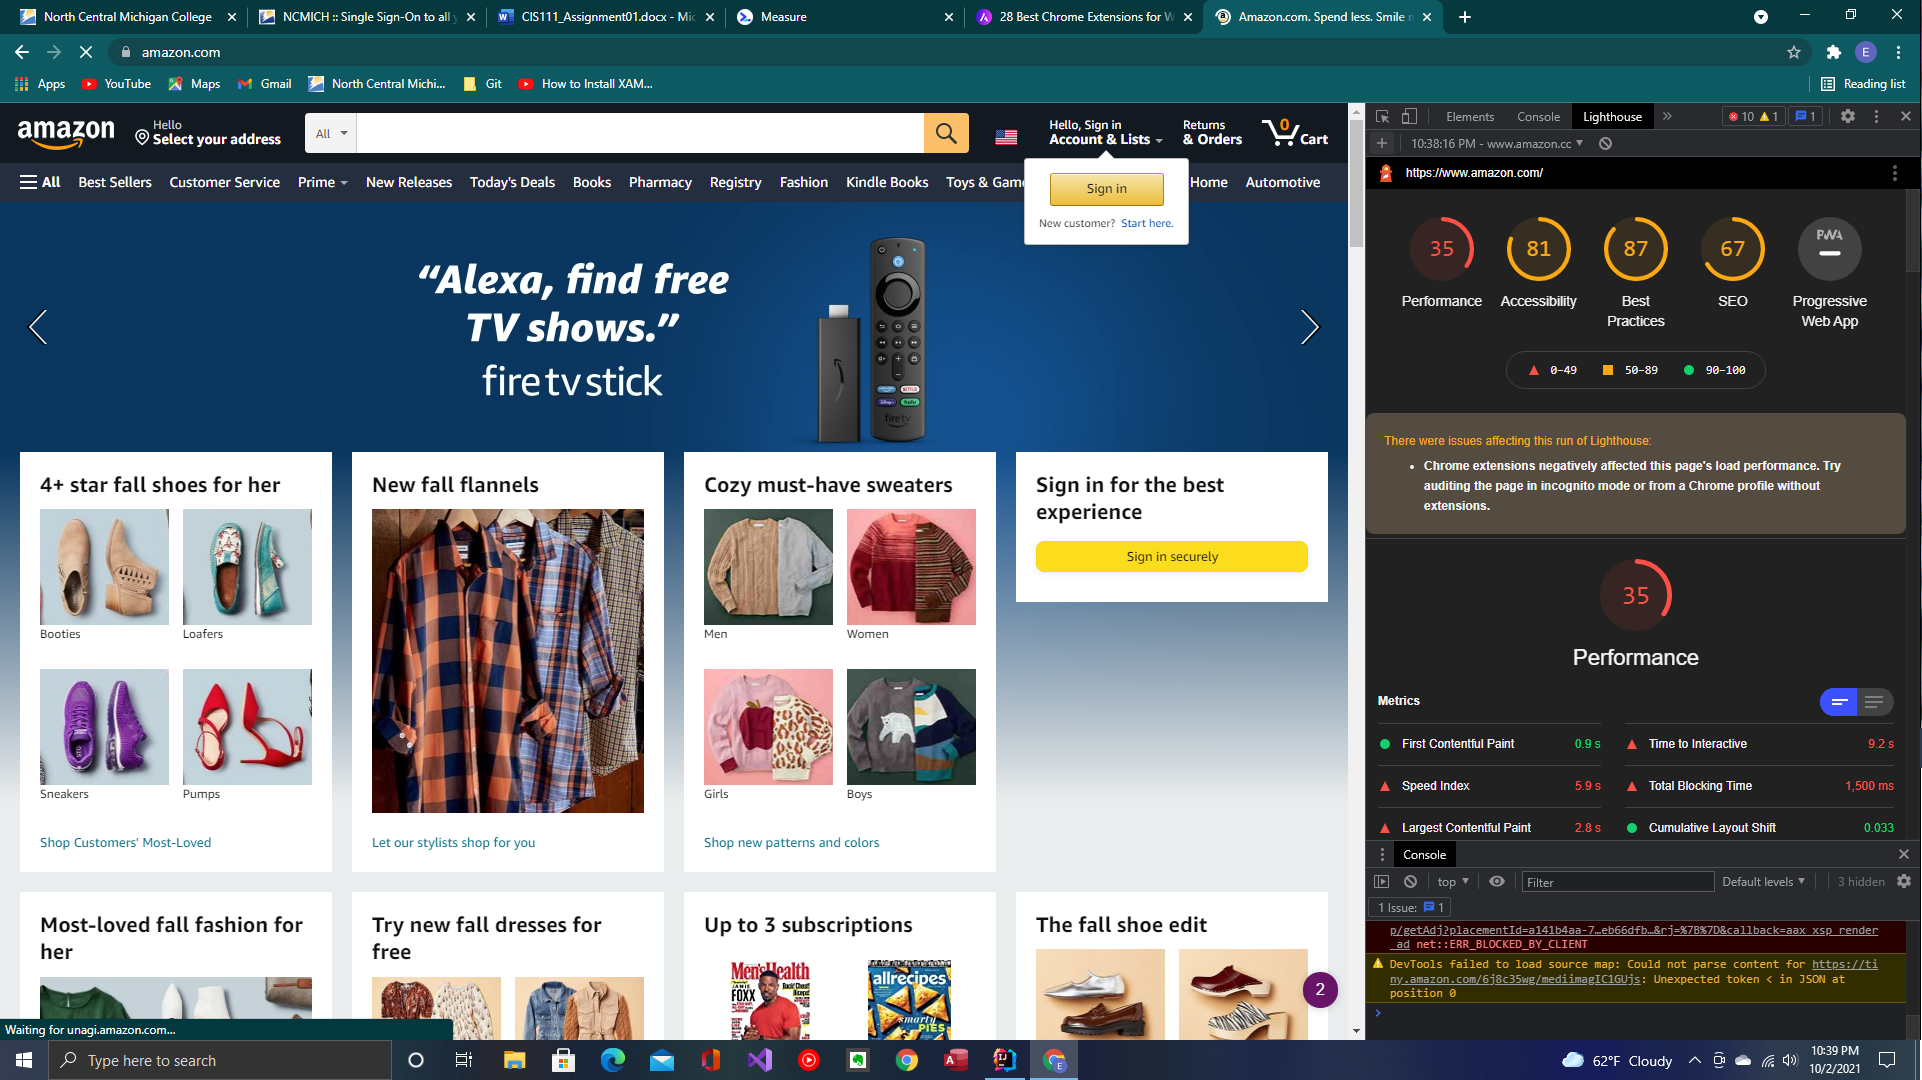 North Central Michigan College
NCMICH :: Single Sign-On to all y
CIS111_Assignment01.docx - Mic
Measure
28 Best Chrome Extensions for W
Amazon.com. Spend less. Smile m
amazon.com
E
Apps
YouTube
Maps
Gmail
North Central Michi...
Git
How to Install XAM...
Reading list
amazon
Hello
Select your address
All
Hello, Sign in
Account & Lists
Returns
& Orders
0
Cart
All
Best Sellers
Customer Service
Prime
New Releases
Today's Deals
Books
Pharmacy
Registry
Fashion
Kindle Books
Toys & Gam
Home
Automotive
Sign in
New customer? Start here.
“Alexa, find free
TV shows.”
fire tv stick
fire tv
4+ star fall shoes for her
Booties
Loafers
Sneakers
Pumps
Shop Customers' Most-Loved
New fall flannels
Let our stylists shop for you
Cozy must-have sweaters
Men
Women
Girls
Boys
Shop new patterns and colors
Sign in for the best
experience
Sign in securely
Most-loved fall fashion for
her
Try new fall dresses for
free
Up to 3 subscriptions
Men'sHealth
JAMIE
FOXX
allrecipes
smarty
PIES
The fall shoe edit
2
Waiting for unagi.amazon.com...
Elements
Console
Lighthouse
10
1
1
10:38:16 PM - www.amazon.cc
https://www.amazon.com/
35
81
87
67
PWA
Performance
Accessibility
Best
Practices
SEO
Progressive
Web App
0–49
50–89
90–100
There were issues affecting this run of Lighthouse:
• Chrome extensions negatively affected this page's load performance. Try
auditing the page in incognito mode or from a Chrome profile without
extensions.
35
Performance
Metrics
First Contentful Paint 0.9 s
Time to Interactive 9.2 s
Speed Index 5.9 s
Total Blocking Time 1,500 ms
Largest Contentful Paint 2.8 s
Cumulative Layout Shift 0.033
Console
top
Filter
Default levels
3 hidden
1 Issue: 1
p/getAdj?placementId=a141b4aa-7…eb66dfb…&rj=%7B%7D&callback=aax_xsp_render
_ad net::ERR_BLOCKED_BY_CLIENT
DevTools failed to load source map: Could not parse content for https://ti
ny.amazon.com/6j8c35wg/mediimagIC1GUjs: Unexpected token < in JSON at
position 0
Type here to search
62°F Cloudy
10:39 PM
10/2/2021